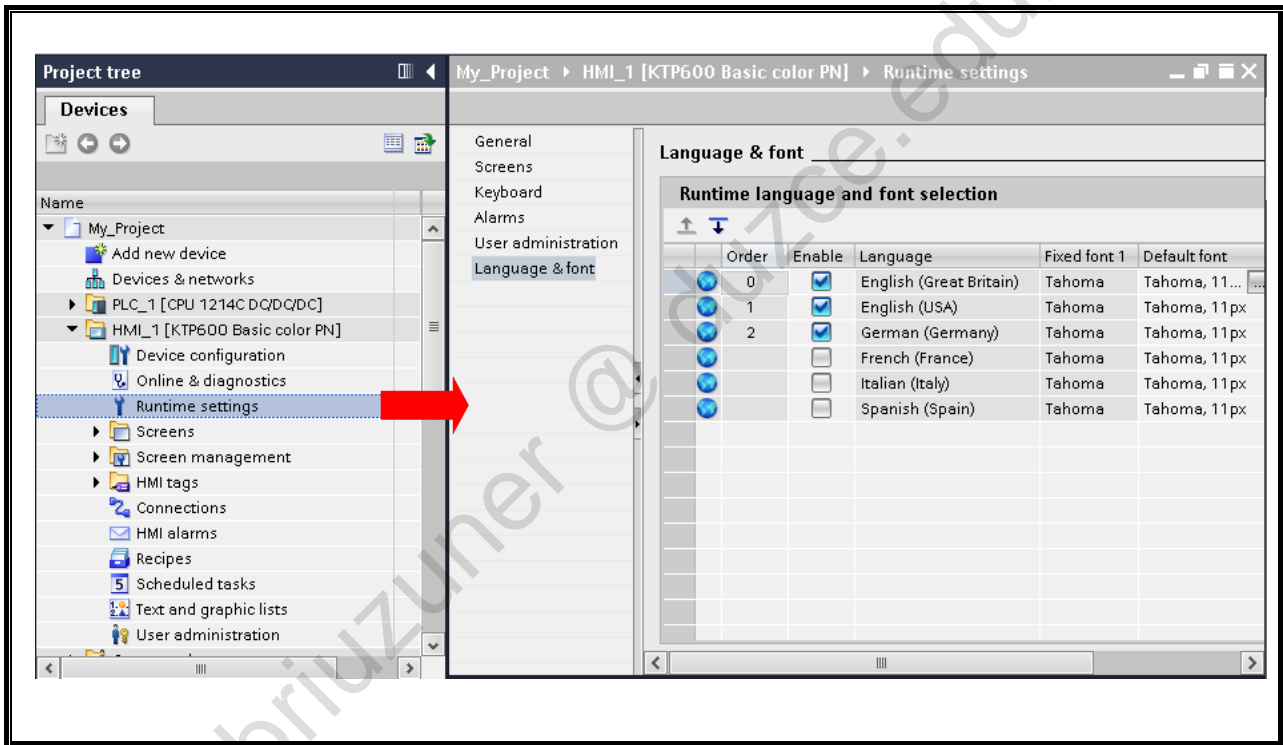 Project tree
Devices
Name
My_Project
Add new device
Devices & networks
PLC_1 [CPU 1214C DC/DC/DC]
HMI_1 [KTP600 Basic color PN]
Device configuration
Online & diagnostics
Runtime settings
Screens
Screen management
HMI tags
Connections
HMI alarms
Recipes
5 Scheduled tasks
Text and graphic lists
User administration
My_Project HMI_1 [KTP600 Basic color PN] Runtime settings
General
Screens
Keyboard
Alarms
User administration
Language & font
Language & font
Runtime language and font selection
Order Enable Language Fixed font 1 Default font
0 English (Great Britain) Tahoma Tahoma, 11... ...
1 English (USA) Tahoma Tahoma, 11px
2 German (Germany) Tahoma Tahoma, 11px
French (France) Tahoma Tahoma, 11px
Italian (Italy) Tahoma Tahoma, 11px
Spanish (Spain) Tahoma Tahoma, 11px